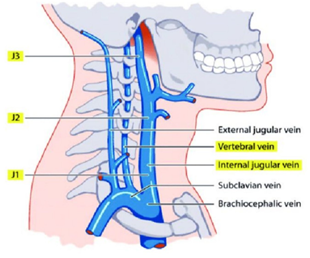 J3
J2
External jugular vein
Vertebral vein
Internal jugular vein
J1
Subclavian vein
Brachiocephalic vein